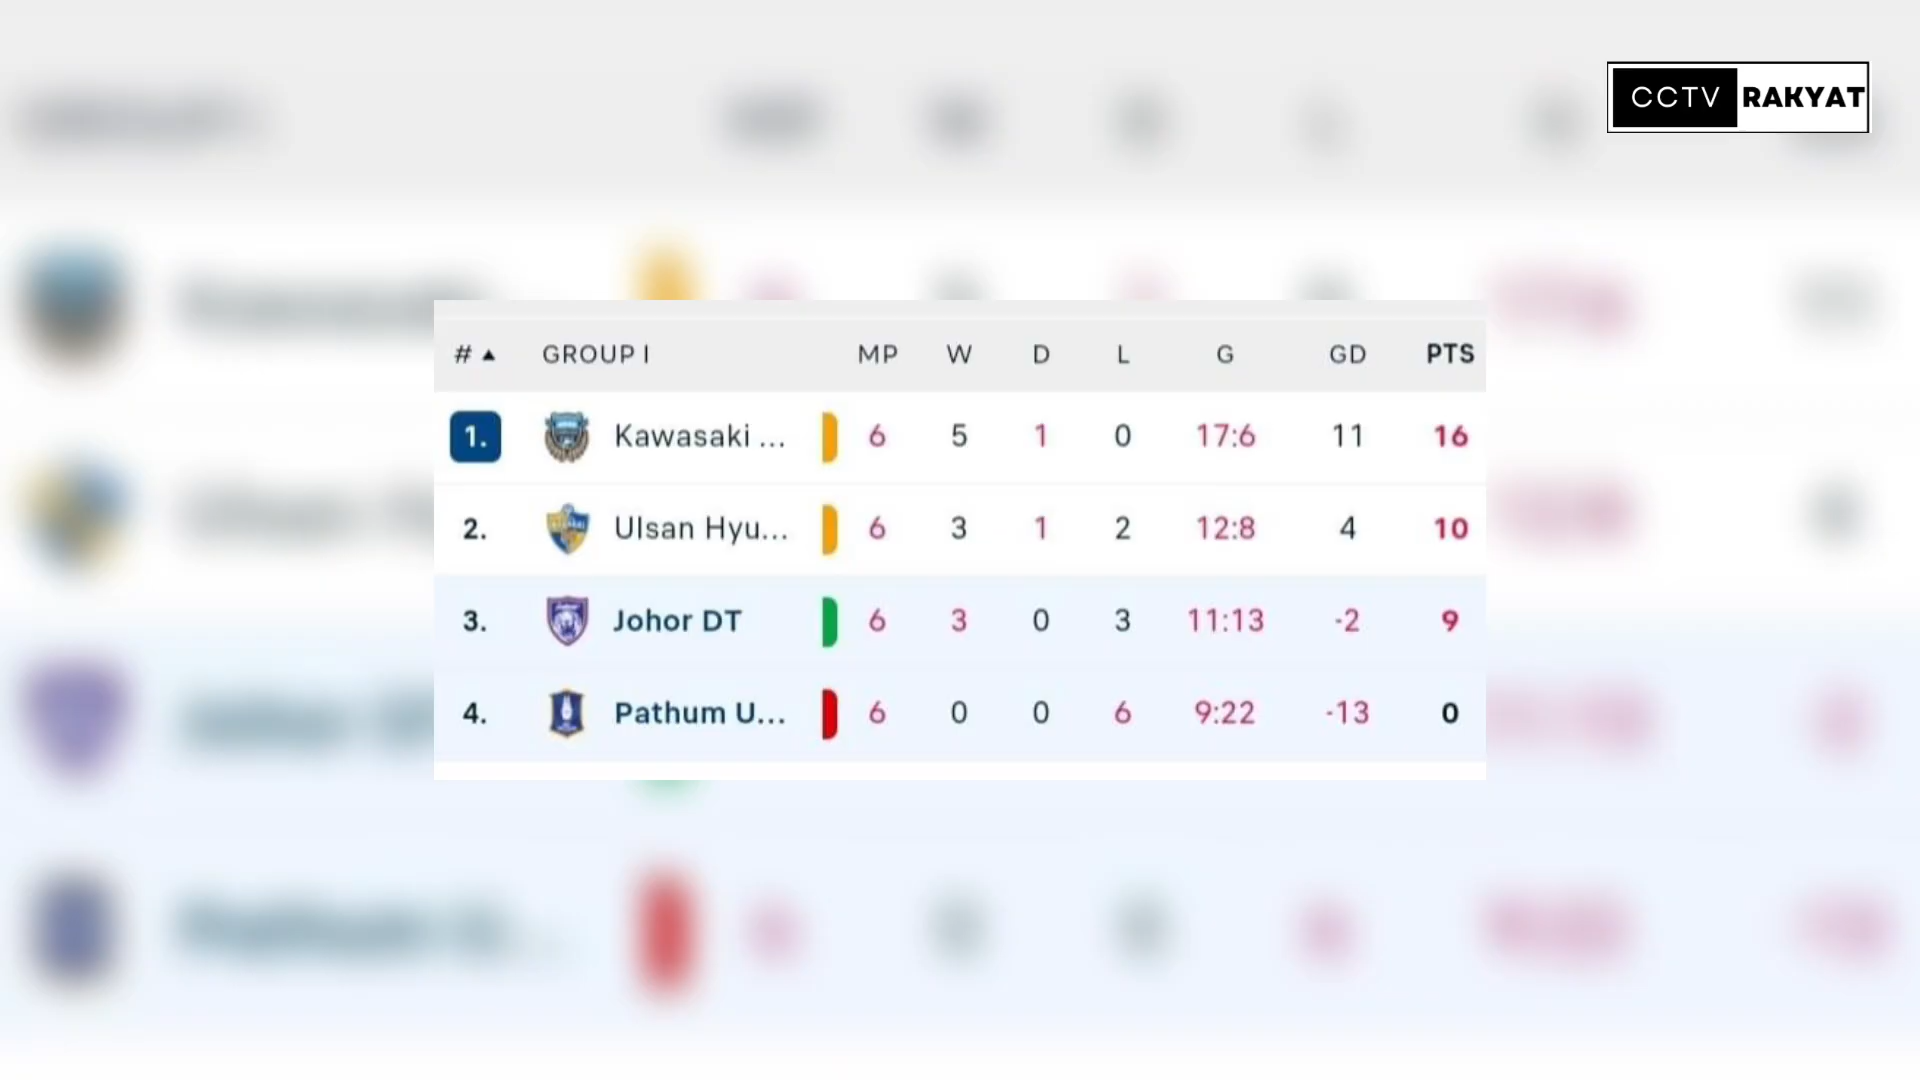 CCTV RAKYAT
# ▲ GROUP I MP W D L G GD PTS
1. Kawasaki ... 6 5 1 0 17:6 11 16
2. Ulsan Hyu... 6 3 1 2 12:8 4 10
3. Johor DT 6 3 0 3 11:13 -2 9
4. Pathum U... 6 0 0 6 9:22 -13 0